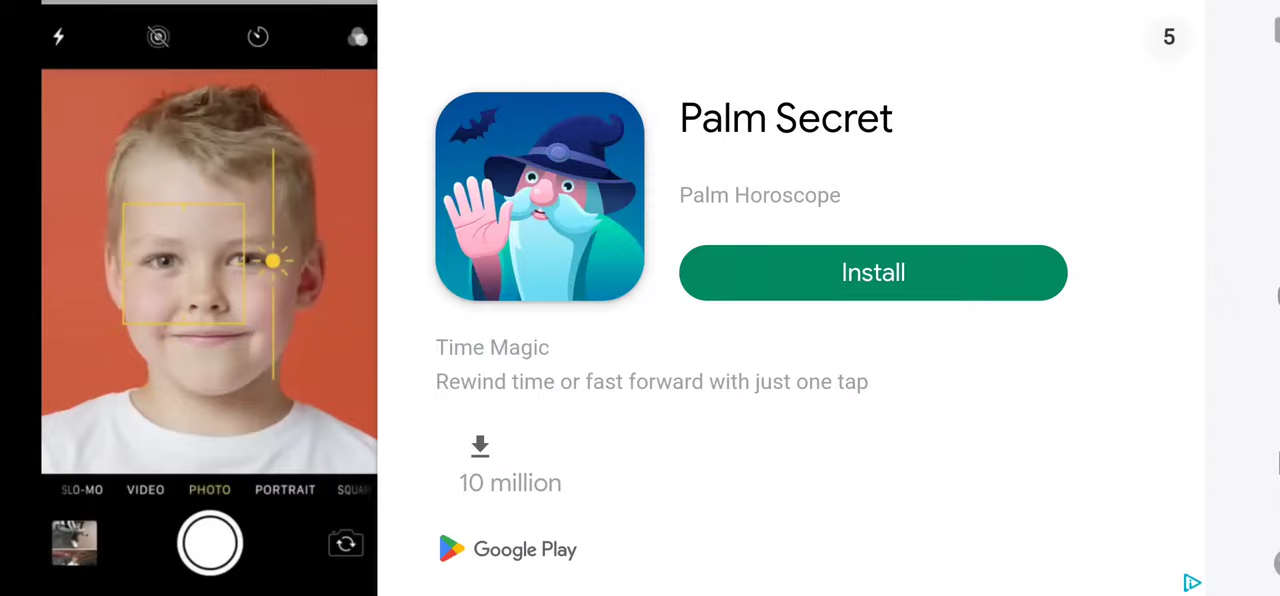 SLO-MO VIDEO PHOTO PORTRAIT SQUA
5
Palm Secret
Palm Horoscope
Install
Time Magic
Rewind time or fast forward with just one tap
10 million
Google Play